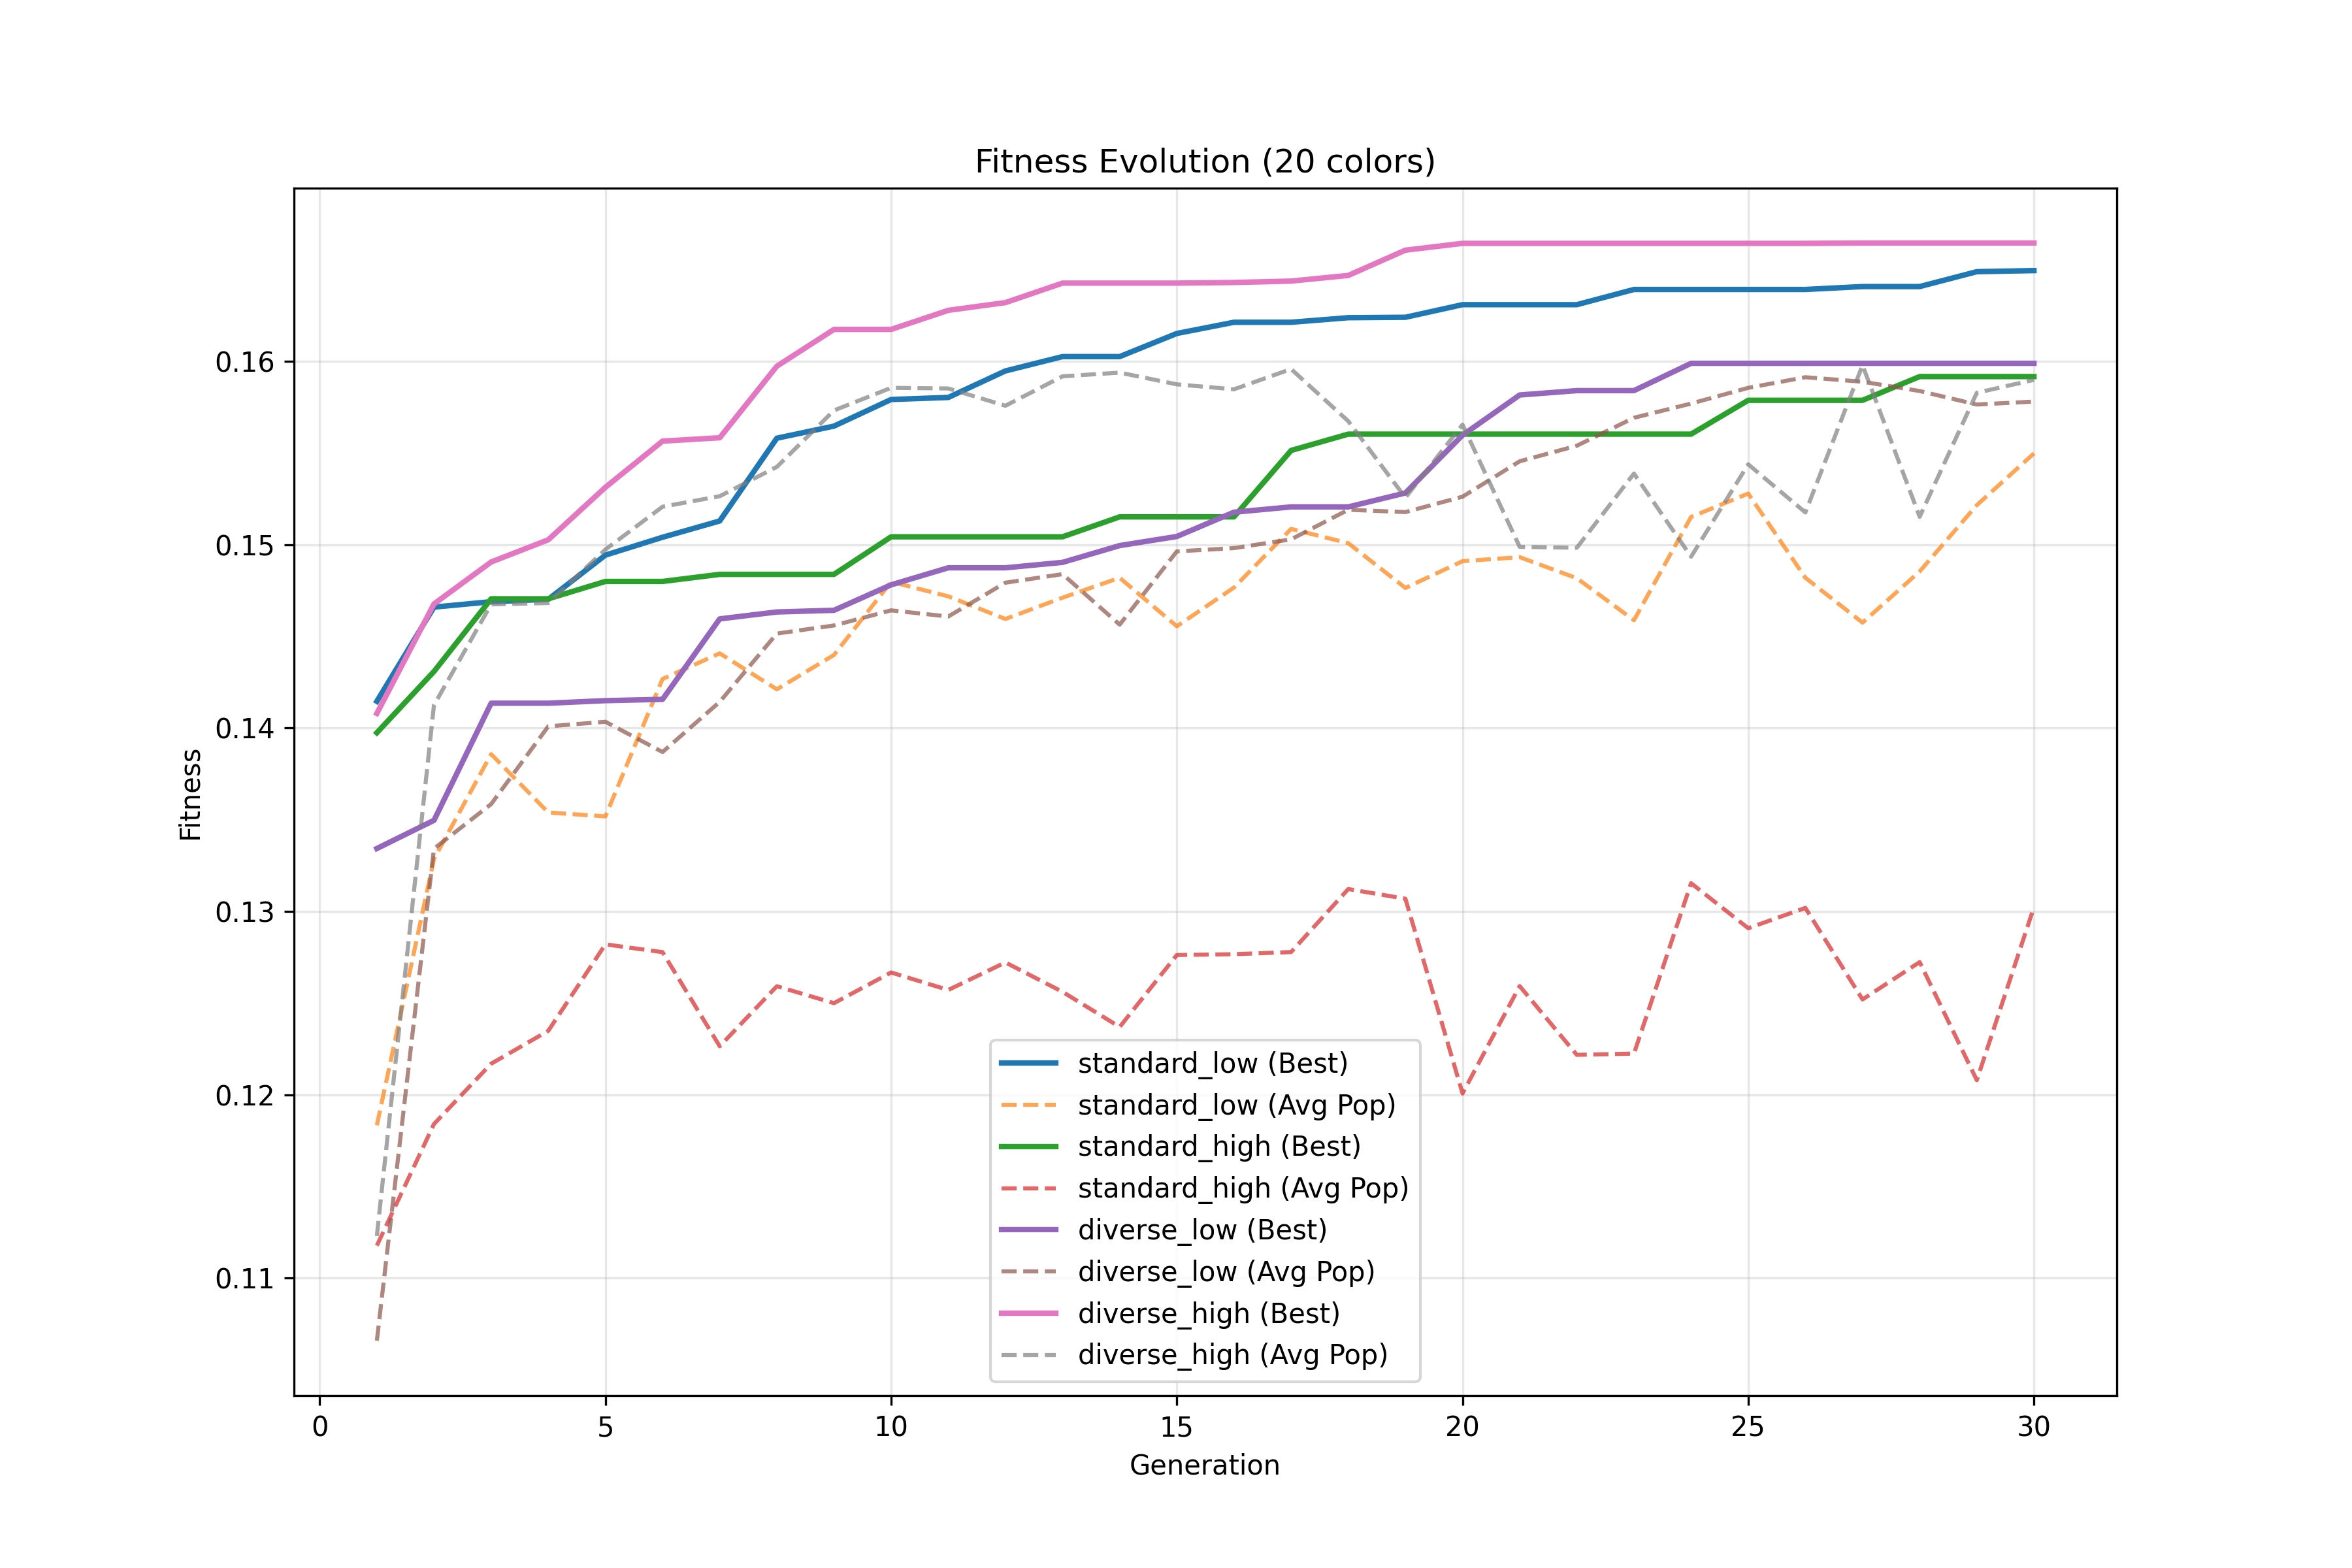 Fitness Evolution (20 colors)
Fitness
0.16
0.15
0.14
0.13
0.12
0.11
standard_low (Best)
standard_low (Avg Pop)
standard_high (Best)
standard_high (Avg Pop)
diverse_low (Best)
diverse_low (Avg Pop)
diverse_high (Best)
diverse_high (Avg Pop)
0 5 10 15 20 25 30
Generation